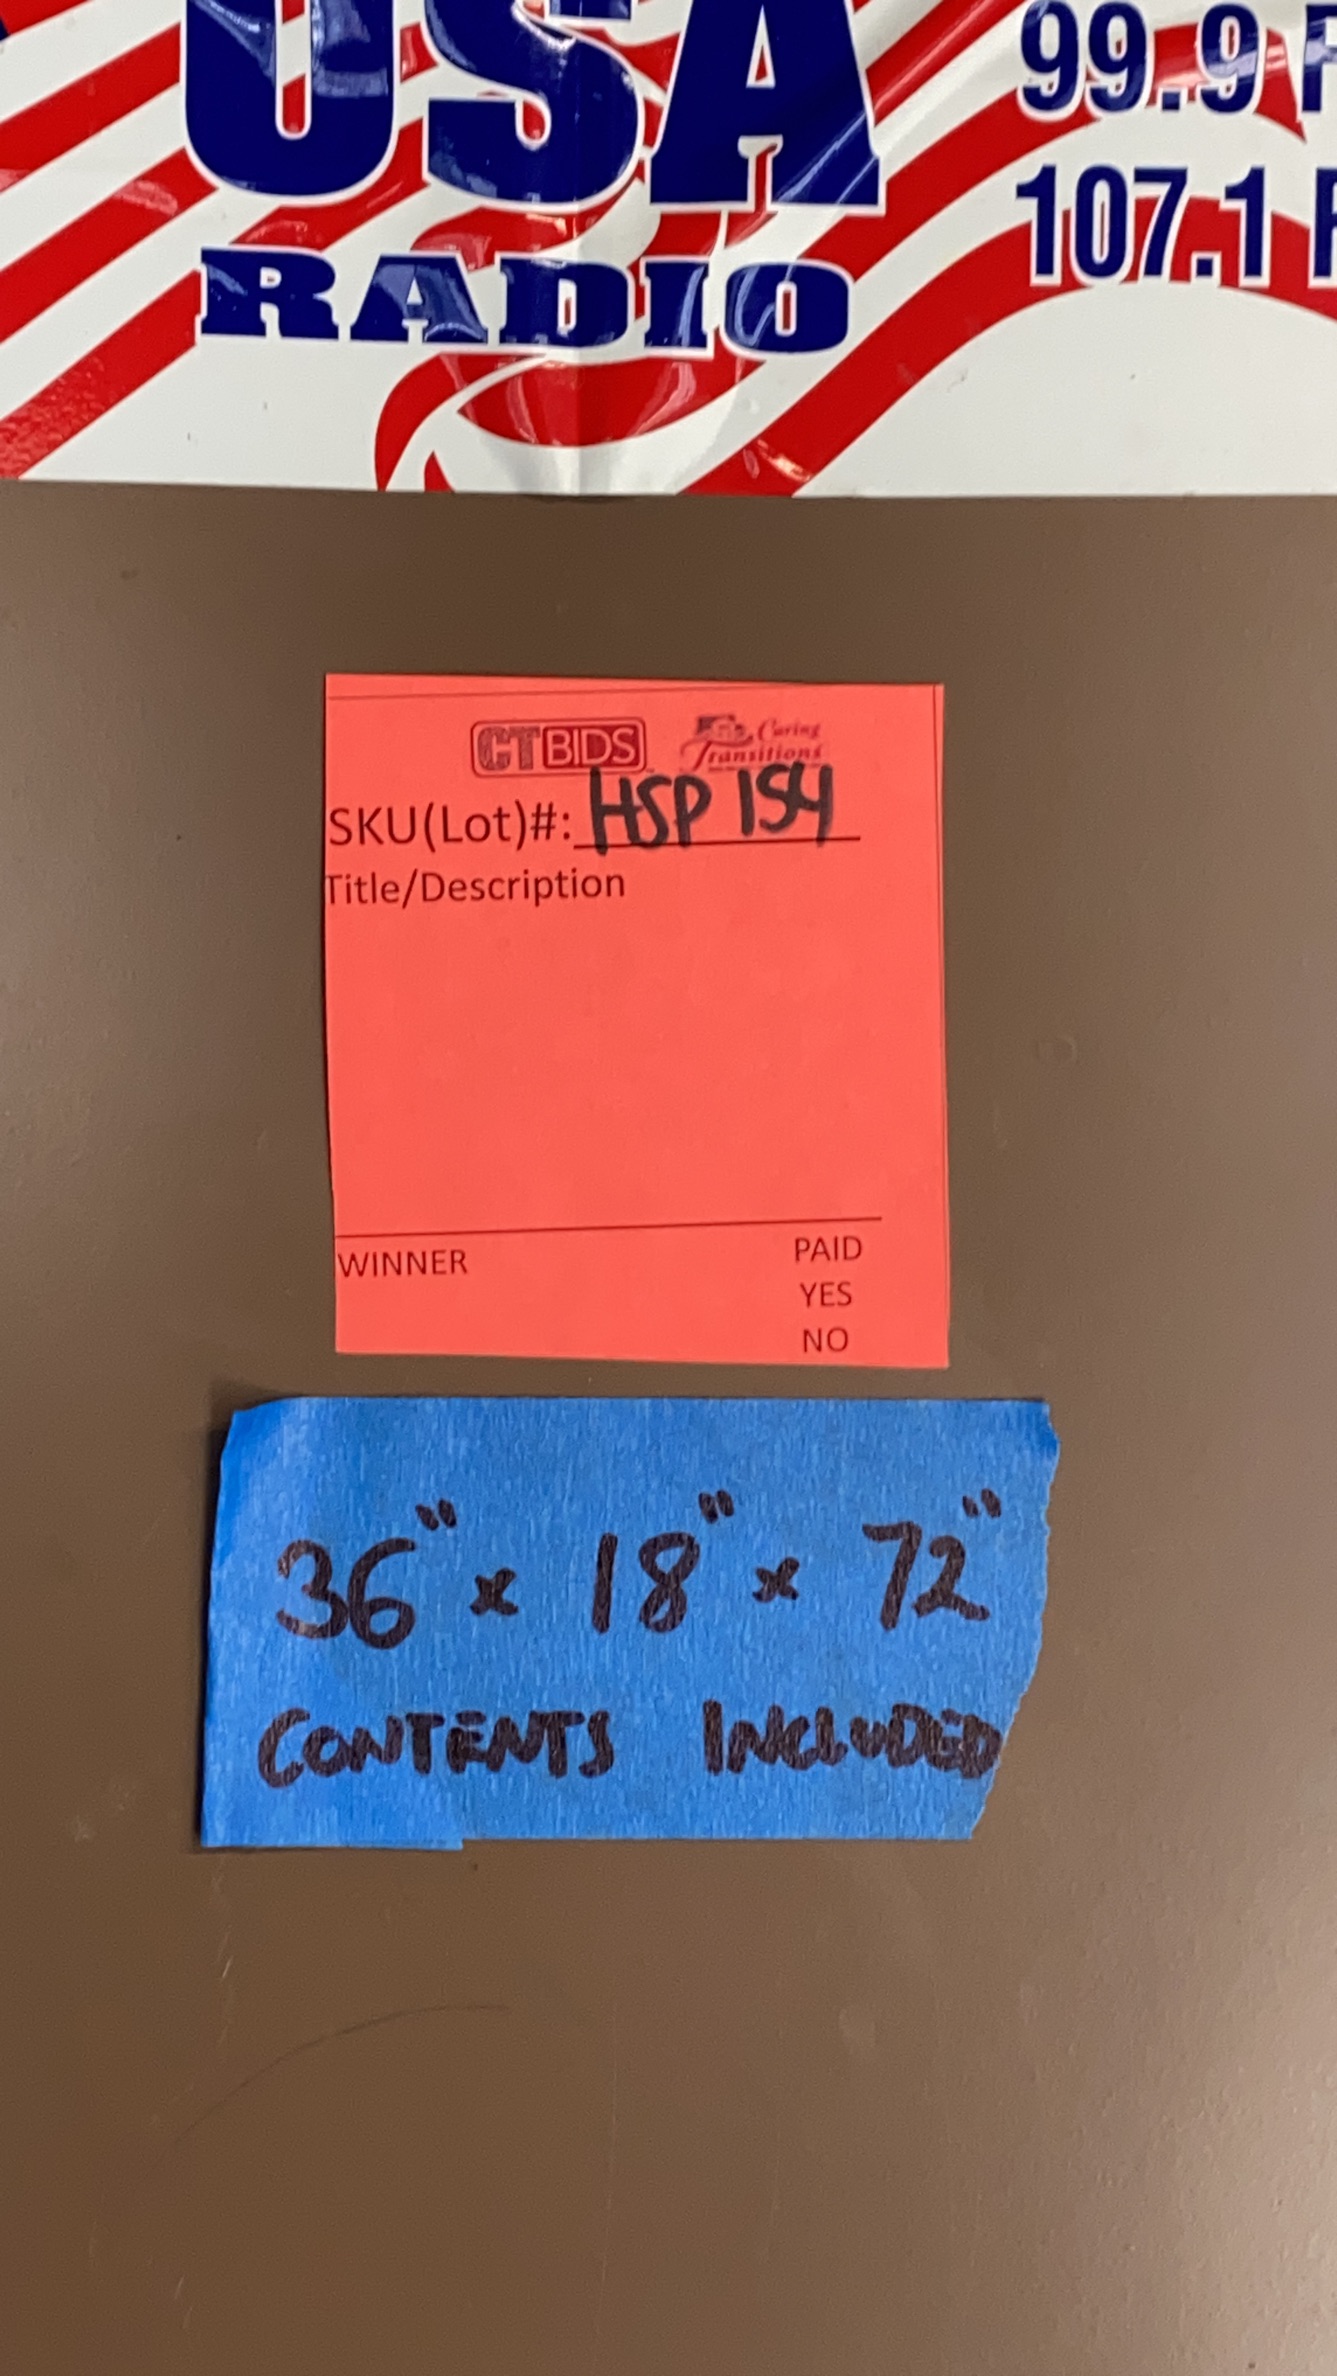 USA
RADIO
99.9 F
107.1 F
CTBIDS Caring Transitions
SKU(Lot)#: HSP 154
Title/Description
WINNER PAID
YES
NO
36" x 18" x 72"
CONTENTS INCLUDED